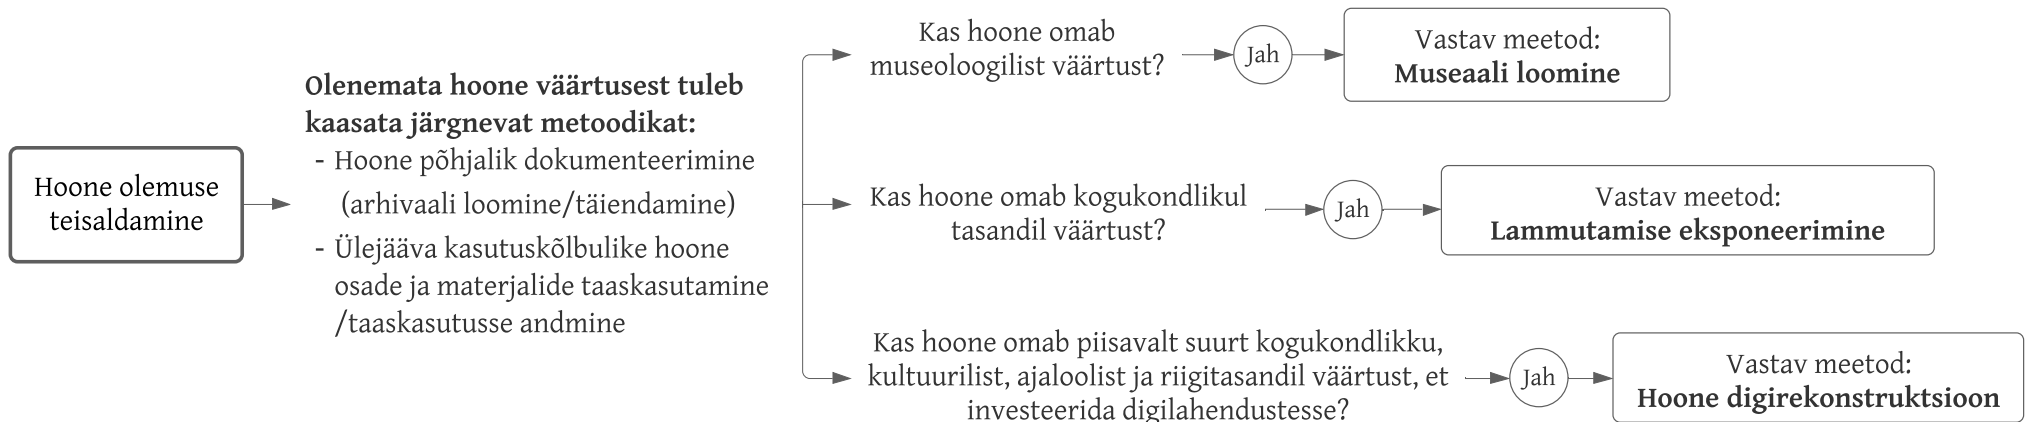 Hoone olemuse
teisaldamine
Olenemata hoone väärtusest tuleb
kaasata järgnevat metoodikat:
- Hoone põhjalik dokumenteerimine
(arhivaali loomine/täiendamine)
- Ülejääva kasutuskõlbulike hoone
osade ja materjalide taaskasutamine
/taaskasutusse andmine
Kas hoone omab
museoloogilist väärtust?
Jah
Vastav meetod:
Museaali loomine
Kas hoone omab kogukondlikul
tasandil väärtust?
Jah
Vastav meetod:
Lammutamise eksponeerimine
Kas hoone omab piisavalt suurt kogukondlikku,
kultuurilist, ajaloolist ja riigitasandil väärtust, et
investeerida digilahendustesse?
Jah
Vastav meetod:
Hoone digirekonstruktsioon